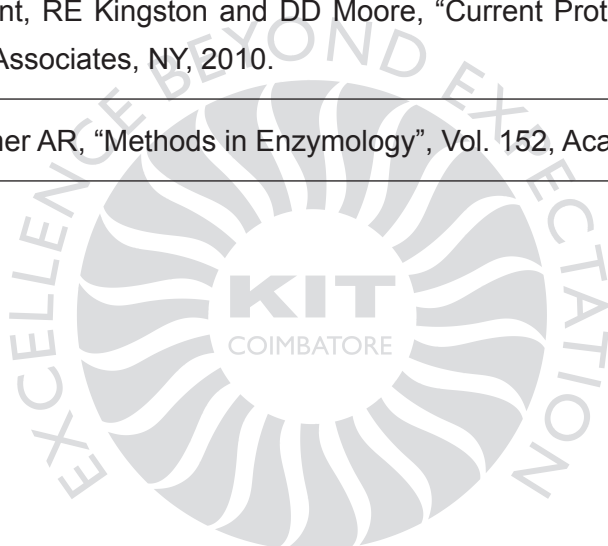 nt, RE Kingston and DD Moore, “Current Prot
Associates, NY, 2010.
ner AR, “Methods in Enzymology”, Vol. 152, Aca
EXCELLENCE BEYOND EXPECTATION
KIT
COIMBATORE